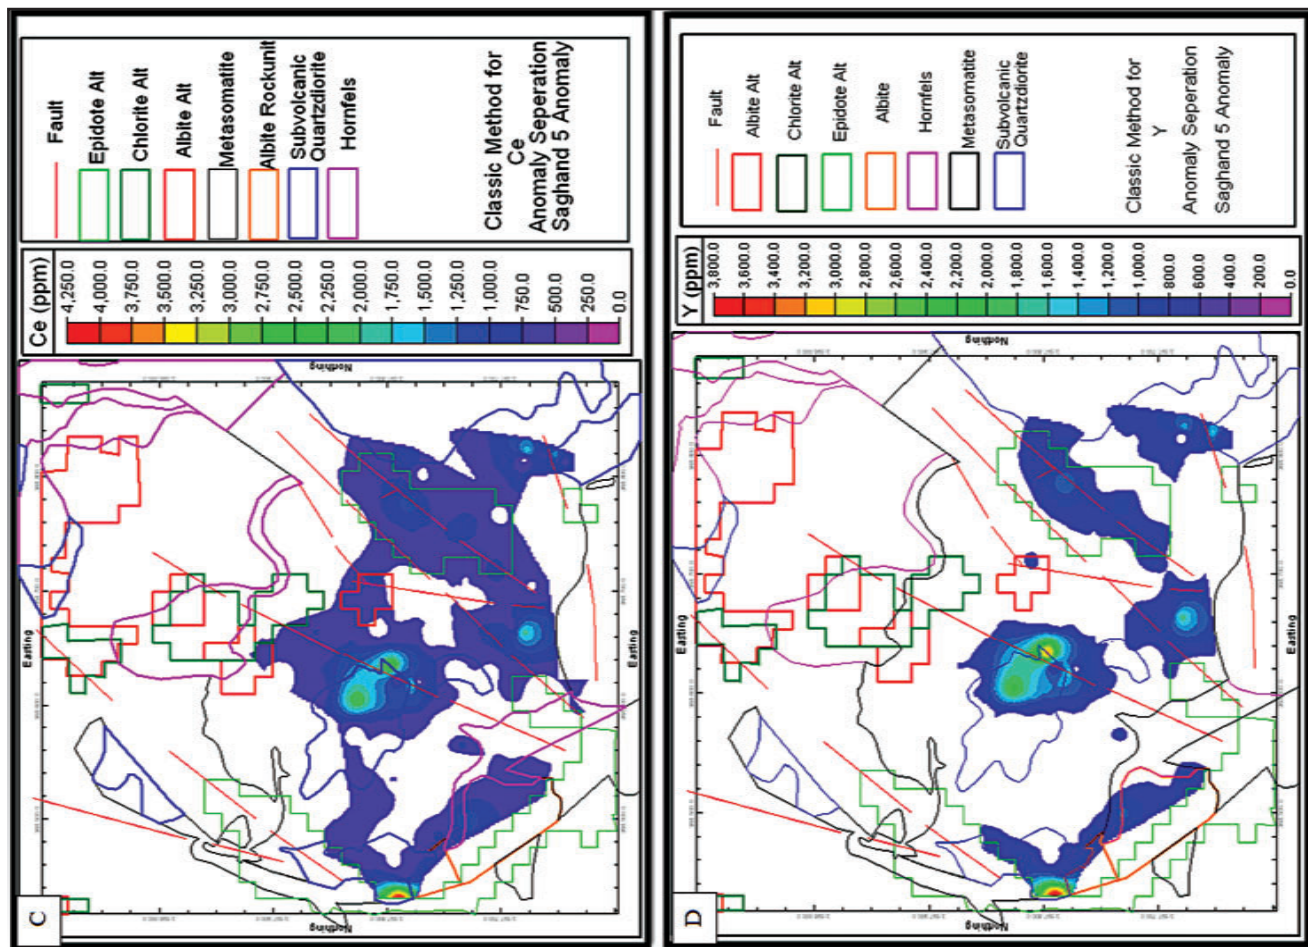 C
Ce (ppm)
4,250.0
4,000.0
3,750.0
3,500.0
3,250.0
3,000.0
2,500.0
2,250.0
2,000.0
1,750.0
1,500.0
1,000.0
750.0
500.0
250.0
0.0
Fault
Epidote Alt
Chlorite Alt
Albite Alt
Metasomatite
Albite Rockunit
Subvolcanic
Quartzdiorite
Hornfels
Classic Method for
Ce
Anomaly Seperation
Saghand 5 Anomaly
Easting
Easting
Northing
Northing
D
Y (ppm)
3,800.0
3,600.0
3,400.0
3,200.0
3,000.0
2,800.0
2,600.0
2,400.0
2,200.0
2,000.0
1,800.0
1,600.0
1,400.0
1,200.0
1,000.0
800.0
600.0
400.0
200.0
0.0
Fault
Albite Alt
Chlorite Alt
Epidote Alt
Albite
Hornfels
Metasomatite
Subvolcanic
Quartzdiorite
Classic Method for
Y
Anomaly Seperation
Saghand 5 Anomaly
Easting
Easting
Northing
Northing